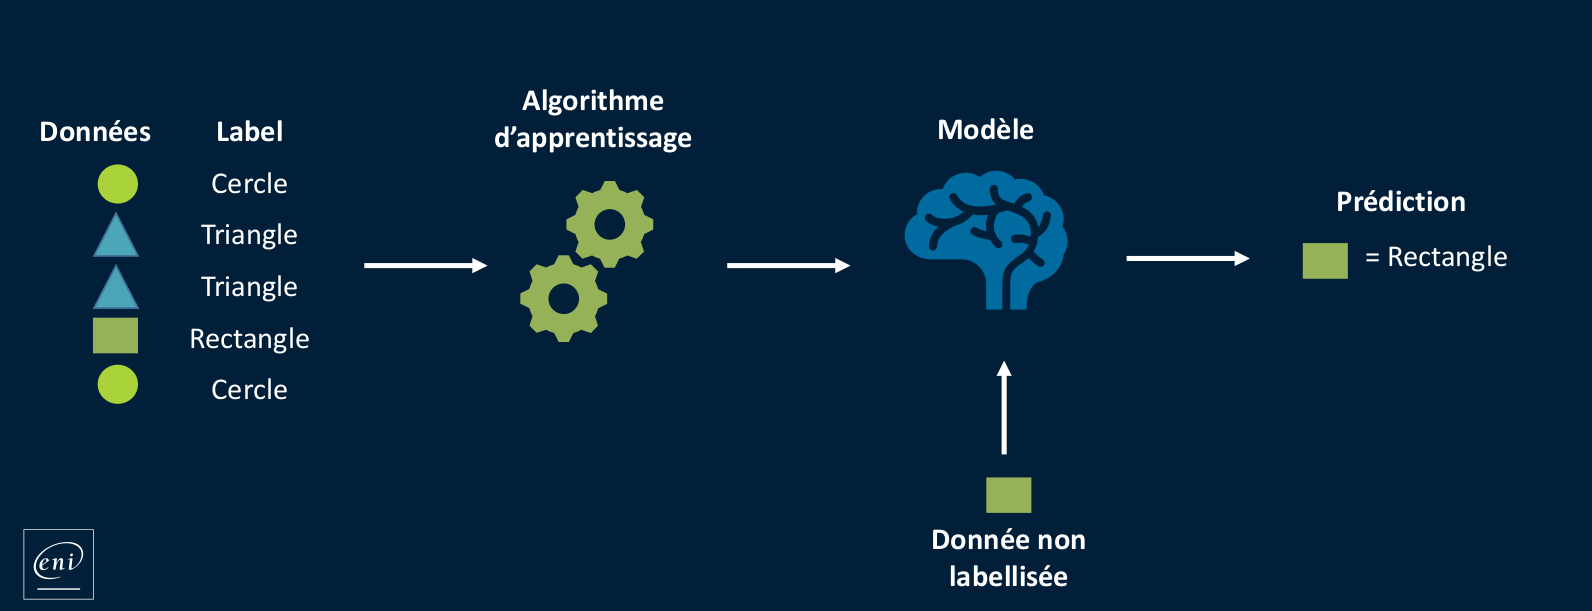 Données Label
Cercle
Triangle
Triangle
Rectangle
Cercle
Algorithme
d’apprentissage
Modèle
Donnée non
labellisée
Prédiction
= Rectangle
eni